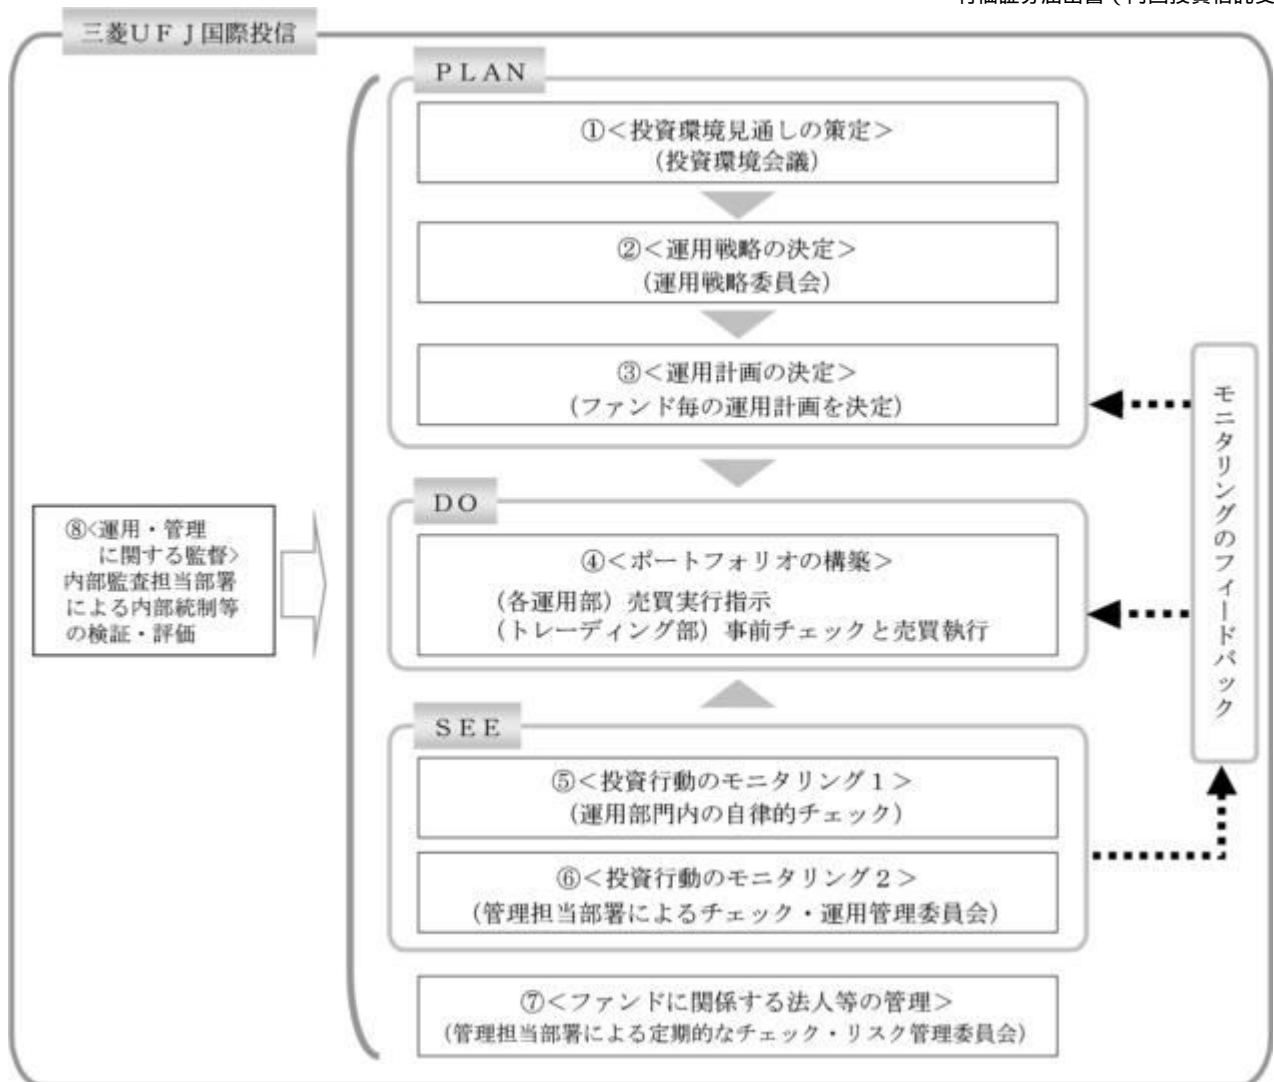 三菱ＵＦＪ国際投信
ＰＬＡＮ
①＜投資環境見通しの策定＞
（投資環境会議）
②＜運用戦略の決定＞
（運用戦略委員会）
③＜運用計画の決定＞
（ファンド毎の運用計画を決定）
ＤＯ
④＜ポートフォリオの構築＞
（各運用部）売買実行指示
（トレーディング部）事前チェックと売買執行
ＳＥＥ
⑤＜投資行動のモニタリング１＞
（運用部門内の自律的チェック）
⑥＜投資行動のモニタリング２＞
（管理担当部署によるチェック・運用管理委員会）
⑦＜ファンドに関係する法人等の管理＞
（管理担当部署による定期的なチェック・リスク管理委員会）
⑧＜運用・管理
に関する監督＞
内部監査担当部署
による内部統制等
の検証・評価
モニタリングのフィードバック